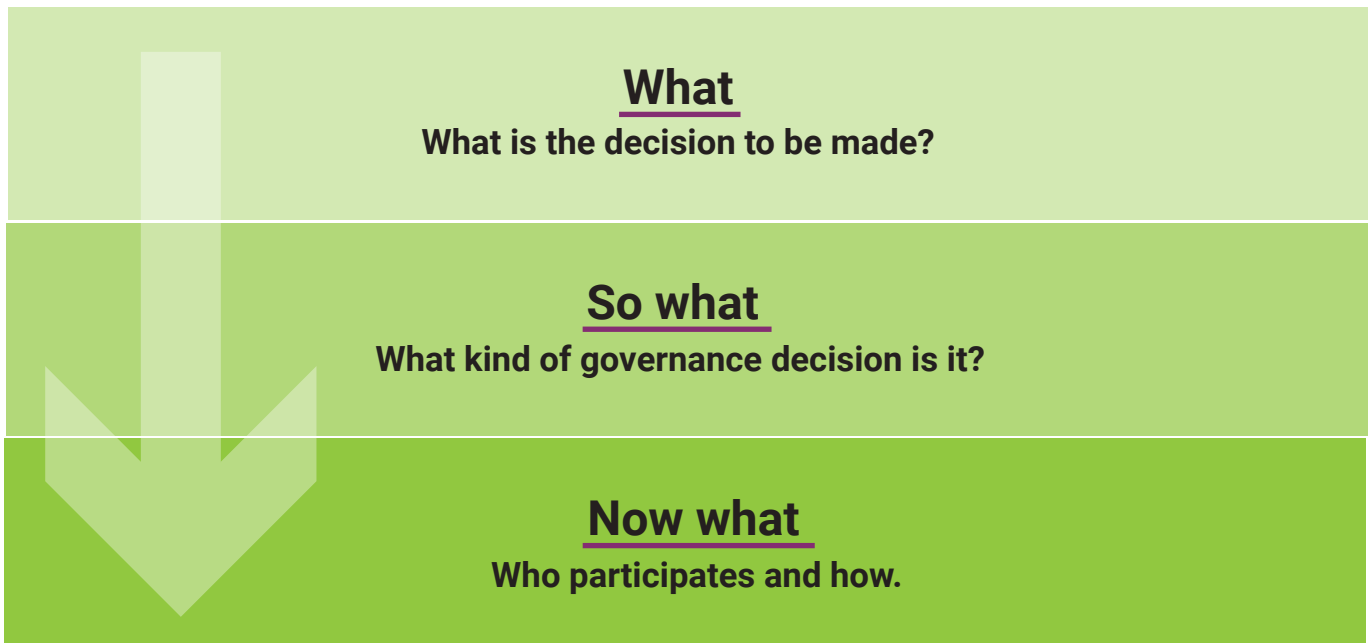 What
What is the decision to be made?
So what
What kind of governance decision is it?
Now what
Who participates and how.